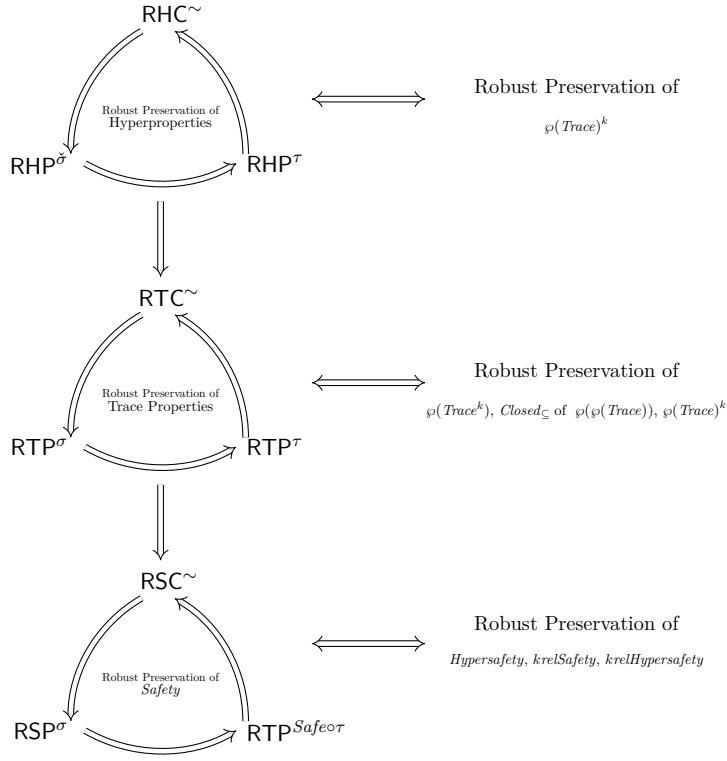 RHC~
Robust Preservation of
Robust Preservation of
Hyperproperties
℘(Trace)^k
RHP^σ̌
RHP^τ
RTC~
Robust Preservation of
Robust Preservation of
Trace Properties
℘(Trace^k), Closed_⊆ of ℘(℘(Trace)), ℘(Trace)^k
RTP^σ
RTP^τ
RSC~
Robust Preservation of
Robust Preservation of
Safety
Hypersafety, krelSafety, krelHypersafety
RSP^σ
RTP^Safe∘τ